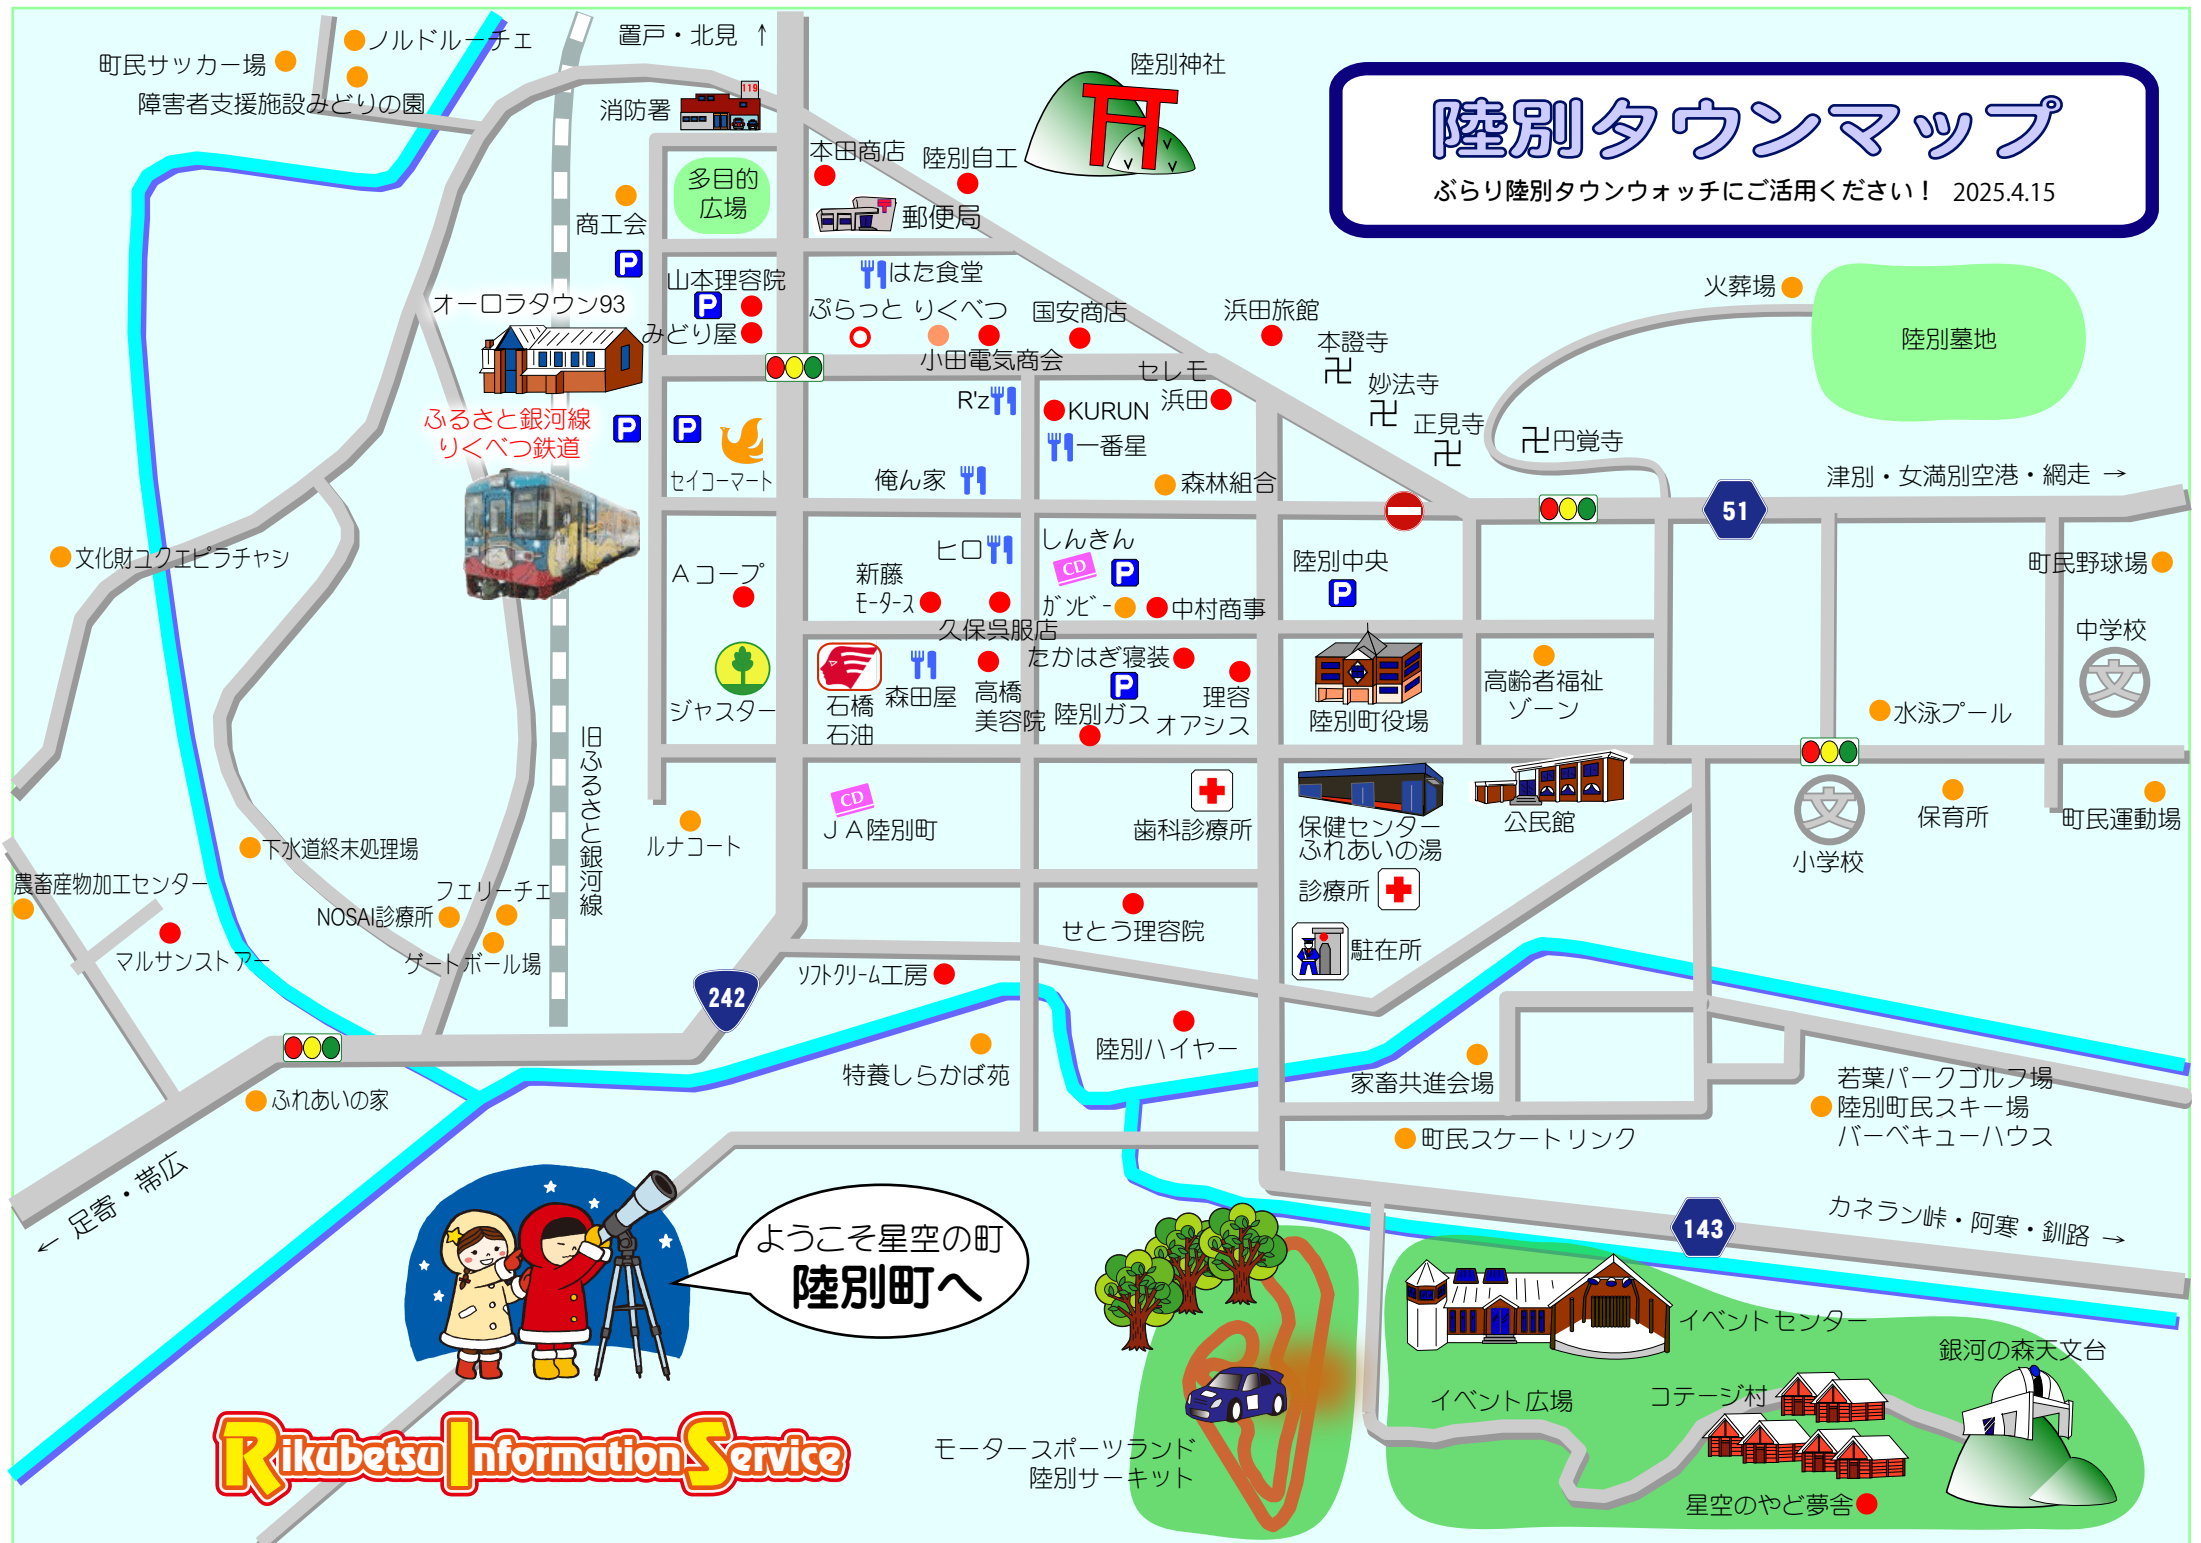 置戸・北見 ↑
ノルドルーチェ
町民サッカー場
障害者支援施設みどりの園
消防署
119
陸別神社
陸別タウンマップ
ぶらり陸別タウンウォッチにご活用ください！ 2025.4.15
本田商店
陸別自工
多目的
広場
商工会
郵便局
P
山本理容院
P
みどり屋
はた食堂
ぷらっと りくべつ
国安商店
小田電気商会
浜田旅館
火葬場
陸別墓地
オーロラタウン93
ふるさと銀河線
りくべつ鉄道
P
P
セイコーマート
R'z
KURUN
セレモ
浜田
一番星
俺ん家
森林組合
本證寺
卍
妙法寺
卍
正見寺
卍
卍円覚寺
津別・女満別空港・網走 →
51
文化財ユクエピラチャシ
Aコープ
ヒロ
しんきん
CD
P
新藤
モータース
ガンビー
中村商事
久保呉服店
陸別中央
P
町民野球場
中学校
文
ジャスター
石橋
石油
森田屋
高橋
美容院
たかはぎ寝装
P
陸別ガス
理容
オアシス
陸別町役場
高齢者福祉
ゾーン
水泳プール
旧ふるさと銀河線
ルナコート
CD
JA陸別町
歯科診療所
保健センター
ふれあいの湯
診療所
公民館
文
小学校
保育所
町民運動場
下水道終末処理場
農畜産物加工センター
フェリーチェ
NOSAI診療所
マルサンストアー
ゲートボール場
せとう理容院
駐在所
ソフトクリーム工房
242
陸別ハイヤー
特養しらかば苑
家畜共進会場
ふれあいの家
若葉パークゴルフ場
陸別町民スキー場
バーベキューハウス
町民スケートリンク
← 足寄・帯広
カネラン峠・阿寒・釧路 →
143
ようこそ星空の町
陸別町へ
イベントセンター
銀河の森天文台
イベント広場
コテージ村
モータースポーツランド
陸別サーキット
星空のやど夢舎
Rikubetsu Information Service